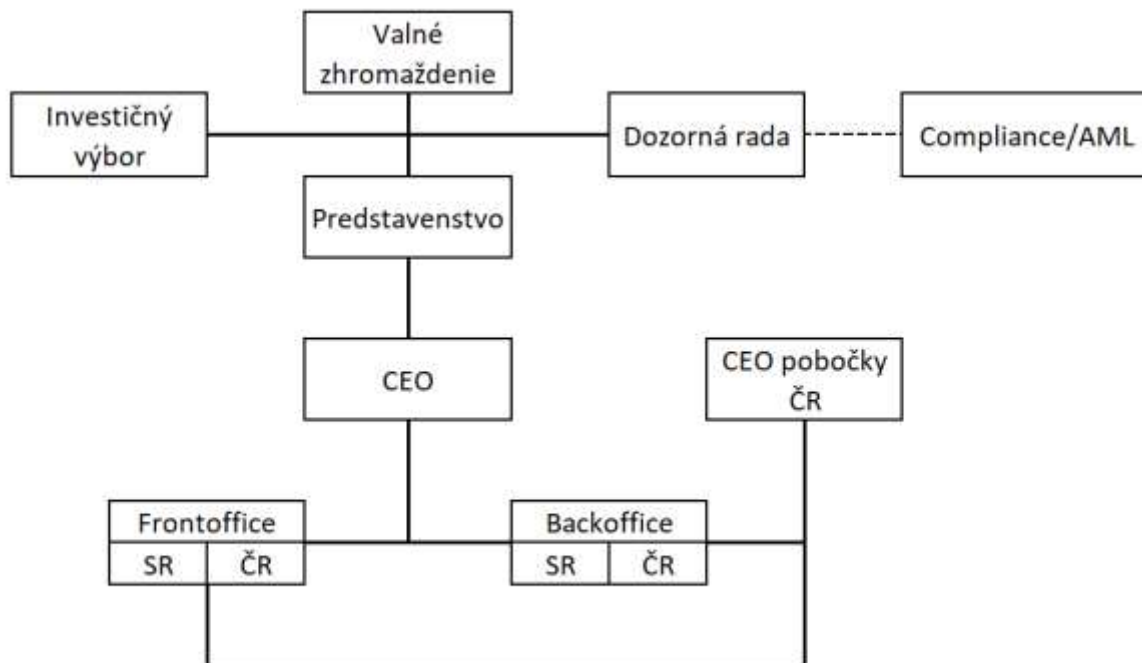 Valné
zhromaždenie
Investičný
výbor
Dozorná rada
Compliance/AML
Predstavenstvo
CEO
CEO pobočky
ČR
Frontoffice
SR
ČR
Backoffice
SR
ČR